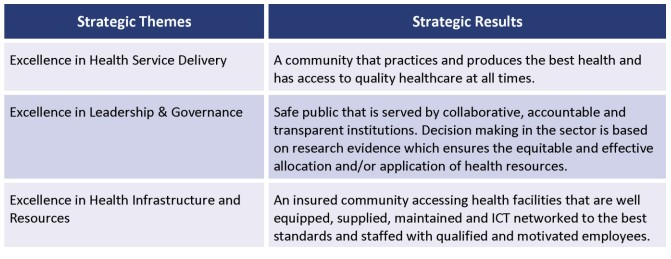 Strategic Themes
Strategic Results
Excellence in Health Service Delivery
A community that practices and produces the best health and
has access to quality healthcare at all times.
Excellence in Leadership & Governance
Safe public that is served by collaborative, accountable and
transparent institutions. Decision making in the sector is based
on research evidence which ensures the equitable and effective
allocation and/or application of health resources.
Excellence in Health Infrastructure and
Resources
An insured community accessing health facilities that are well
equipped, supplied, maintained and ICT networked to the best
standards and staffed with qualified and motivated employees.